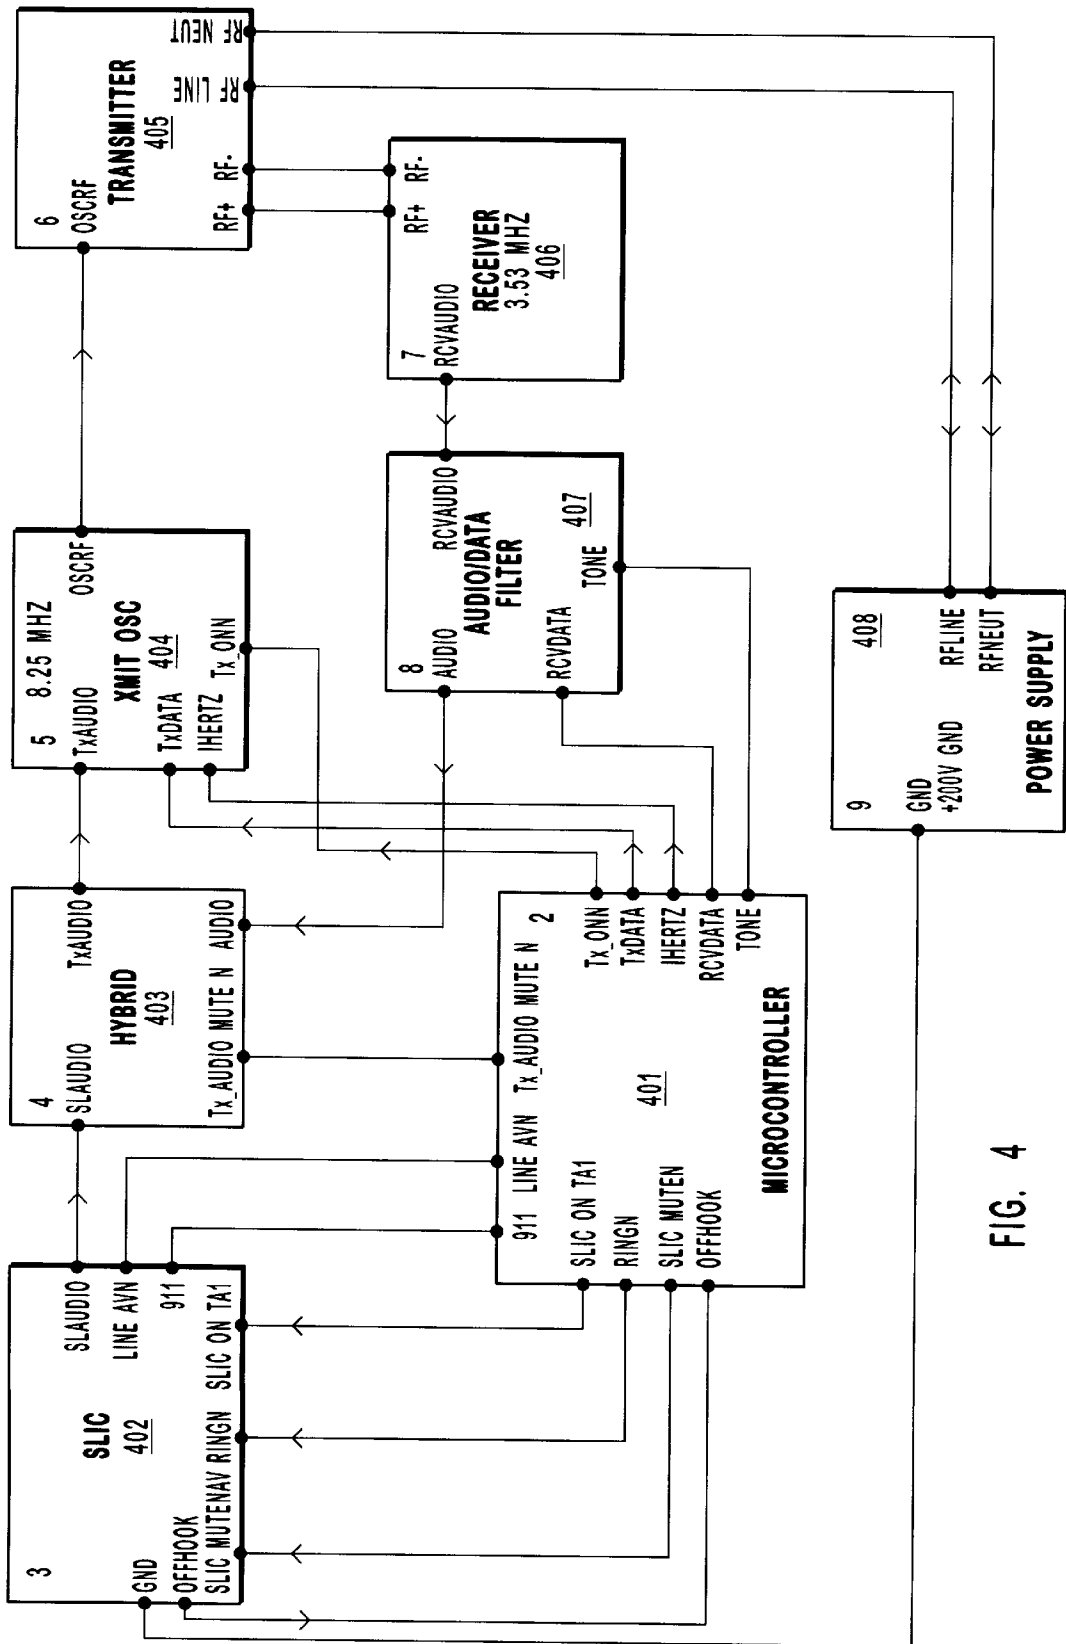 3
SLIC
402
SLAUDIO
LINE AVN
911
GND
OFFHOOK
SLIC MUTENAV RINGN SLIC ON TA1
4
SLAUDIO
TxAUDIO
HYBRID
403
Tx_AUDIO MUTE N AUDIO
5 8.25 MHZ
TxAUDIO
OSCRF
XMIT OSC
404
TxDATA
IHERTZ
Tx_ONN
6
OSCRF
TRANSMITTER
405
RF LINE
RF NEUT
RF+ RF-
RF+ RF-
RECEIVER
3.53 MHZ
406
7
RCVAUDIO
8
AUDIO
RCVAUDIO
AUDIO/DATA
FILTER
407
RCVDATA
TONE
911 LINE AVN Tx_AUDIO MUTE N
2
SLIC ON TA1
RINGN
SLIC MUTEN
OFFHOOK
401
Tx_ONN
TxDATA
IHERTZ
RCVDATA
TONE
MICROCONTROLLER
9
408
GND
+200V GND
RFLINE
RFNEUT
POWER SUPPLY
FIG. 4